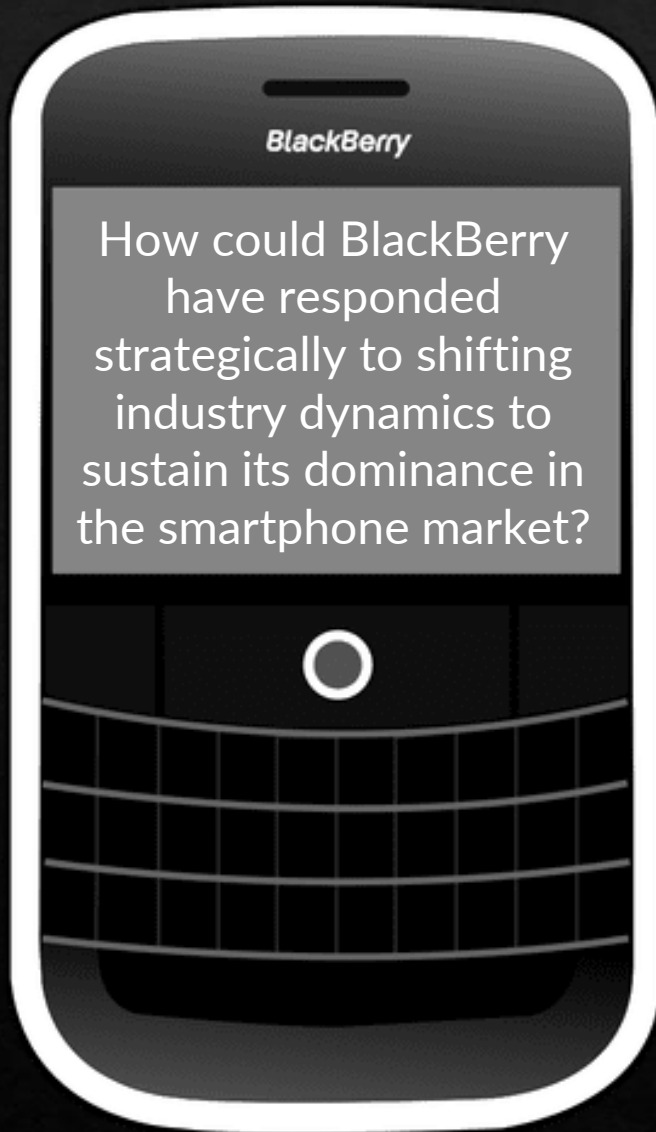 BlackBerry
How could BlackBerry
have responded
strategically to shifting
industry dynamics to
sustain its dominance in
the smartphone market?